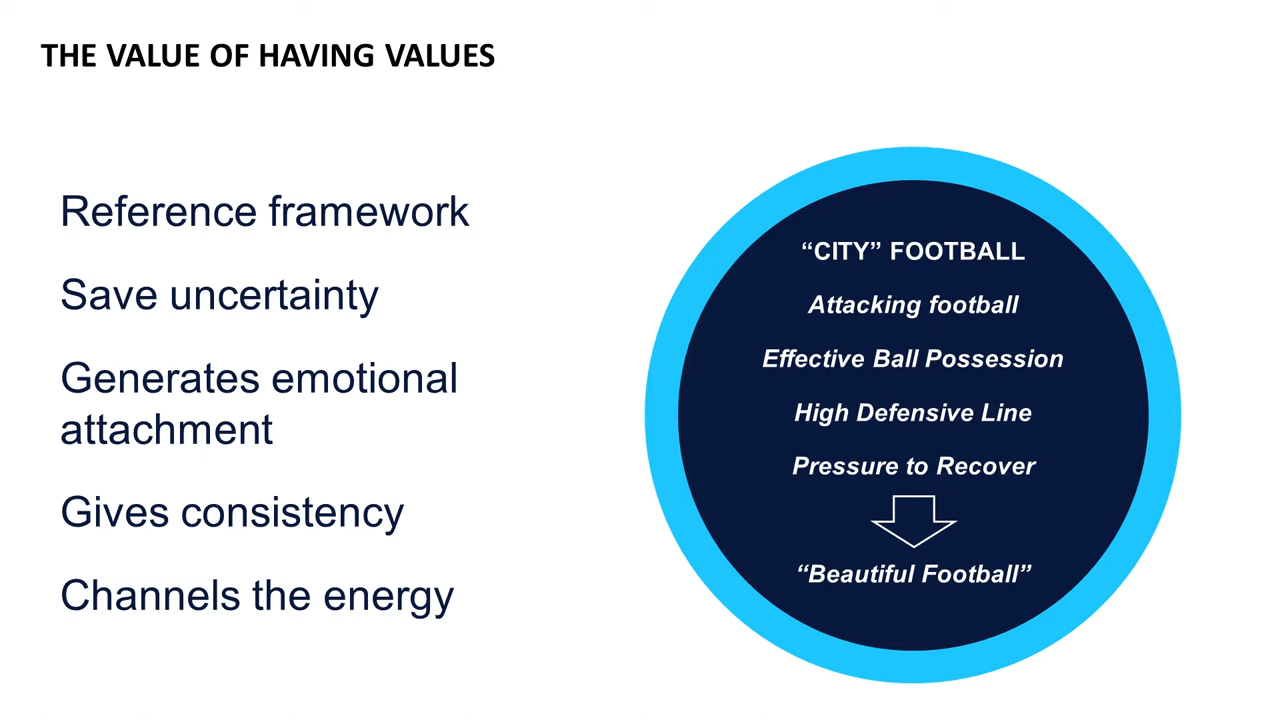 THE VALUE OF HAVING VALUES
Reference framework
Save uncertainty
Generates emotional
attachment
Gives consistency
Channels the energy
“CITY” FOOTBALL
Attacking football
Effective Ball Possession
High Defensive Line
Pressure to Recover
“Beautiful Football”